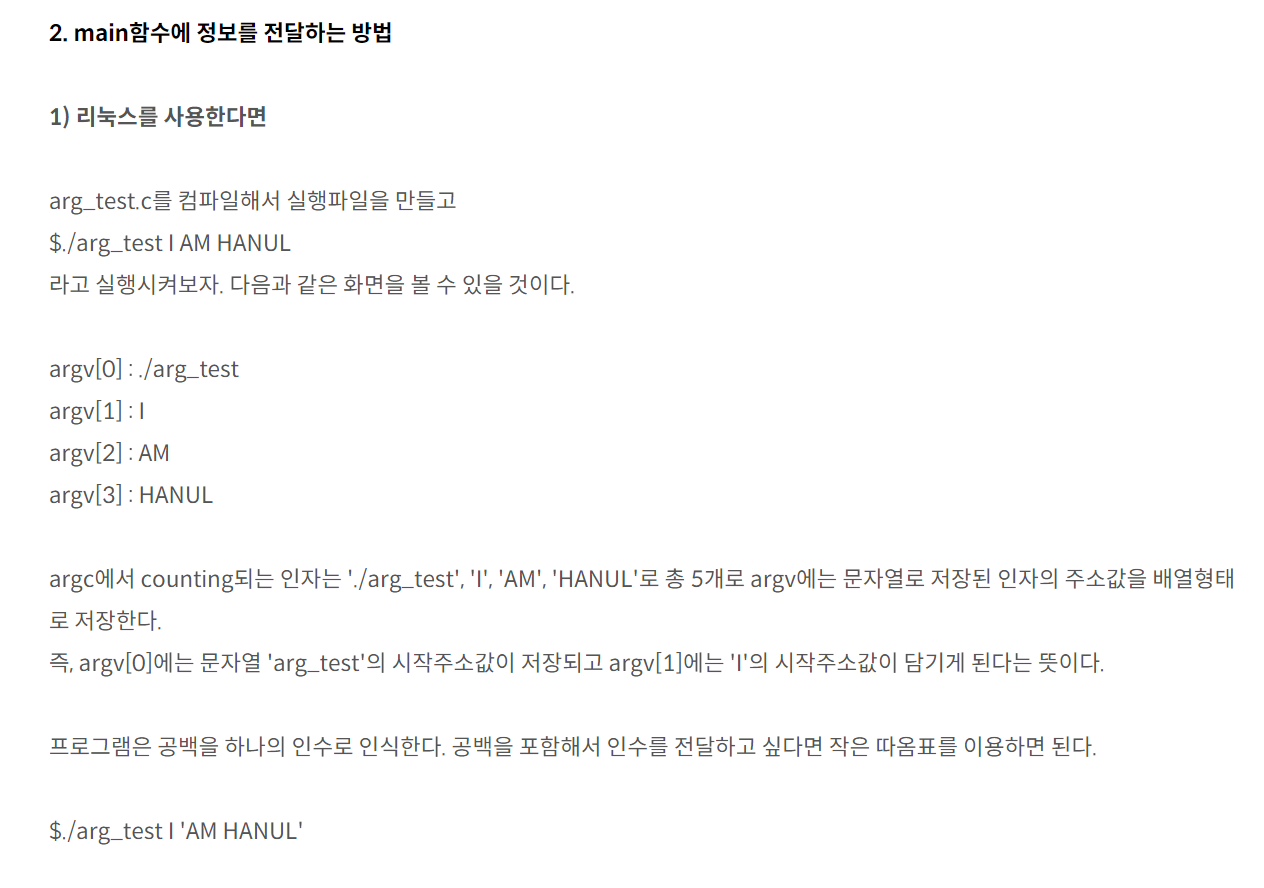 2. main함수에 정보를 전달하는 방법
1) 리눅스를 사용한다면
arg_test.c를 컴파일해서 실행파일을 만들고
$./arg_test I AM HANUL
라고 실행시켜보자. 다음과 같은 화면을 볼 수 있을 것이다.
argv[0] : ./arg_test
argv[1] : I
argv[2] : AM
argv[3] : HANUL
argc에서 counting되는 인자는 './arg_test', 'I', 'AM', 'HANUL'로 총 5개로 argv에는 문자열로 저장된 인자의 주소값을 배열형태
로 저장한다.
즉, argv[0]에는 문자열 'arg_test'의 시작주소값이 저장되고 argv[1]에는 'I'의 시작주소값이 담기게 된다는 뜻이다.
프로그램은 공백을 하나의 인수로 인식한다. 공백을 포함해서 인수를 전달하고 싶다면 작은 따옴표를 이용하면 된다.
$./arg_test I 'AM HANUL'